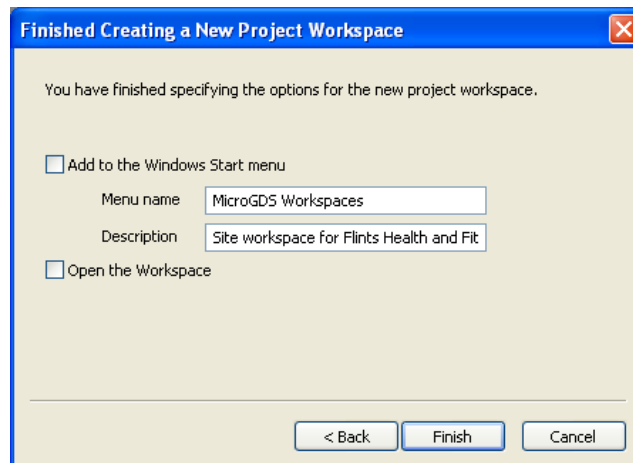 Finished Creating a New Project Workspace
You have finished specifying the options for the new project workspace.
Add to the Windows Start menu
Menu name MicroGDS Workspaces
Description Site workspace for Flints Health and Fit
Open the Workspace
< Back Finish Cancel